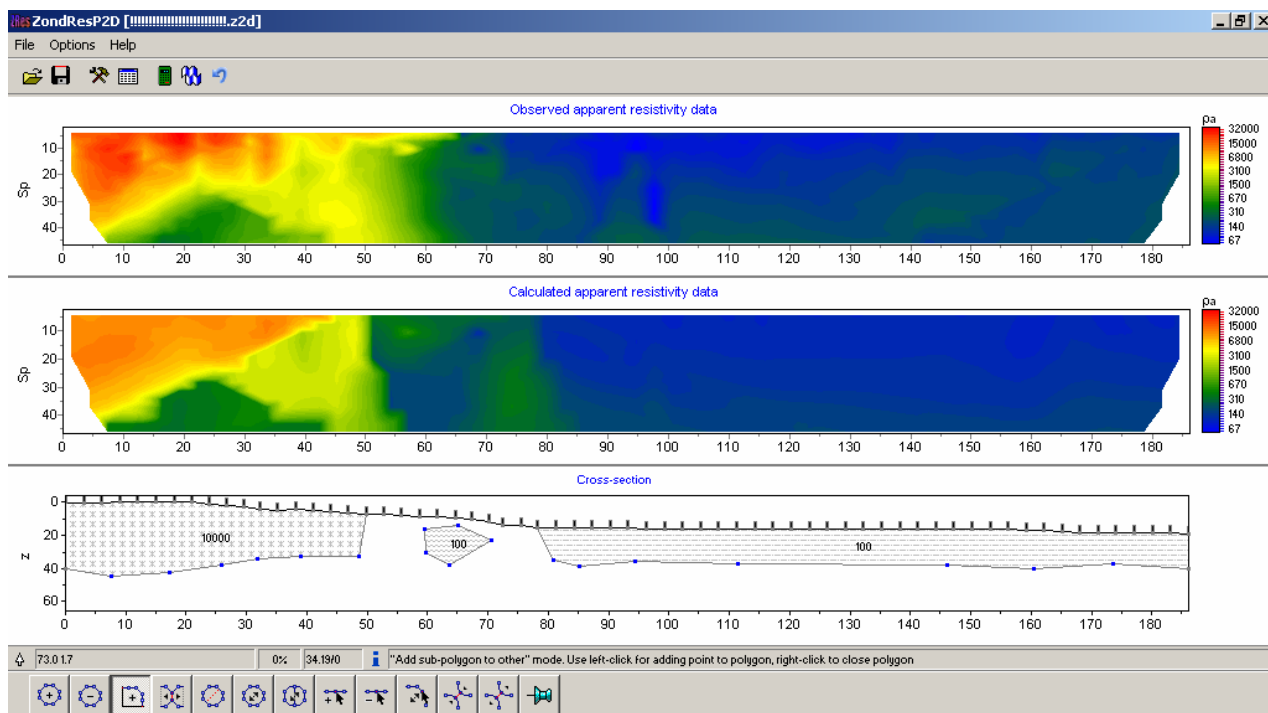 zRes ZondResP2D [!!!!!!!!!!!!!!!!!!!!!!!!!!!!.z2d]
File Options Help
Observed apparent resistivity data
ρa
32000
15000
6800
3100
1500
670
310
140
67
Sp
10
20
30
40
0 10 20 30 40 50 60 70 80 90 100 110 120 130 140 150 160 170 180
Calculated apparent resistivity data
ρa
32000
15000
6800
3100
1500
670
310
140
67
Sp
10
20
30
40
0 10 20 30 40 50 60 70 80 90 100 110 120 130 140 150 160 170 180
Cross-section
z
0
20
40
60
10000
100
100
0 10 20 30 40 50 60 70 80 90 100 110 120 130 140 150 160 170 180
73.0 1.7 0% 34.19/0 i "Add sub-polygon to other" mode. Use left-click for adding point to polygon, right-click to close polygon